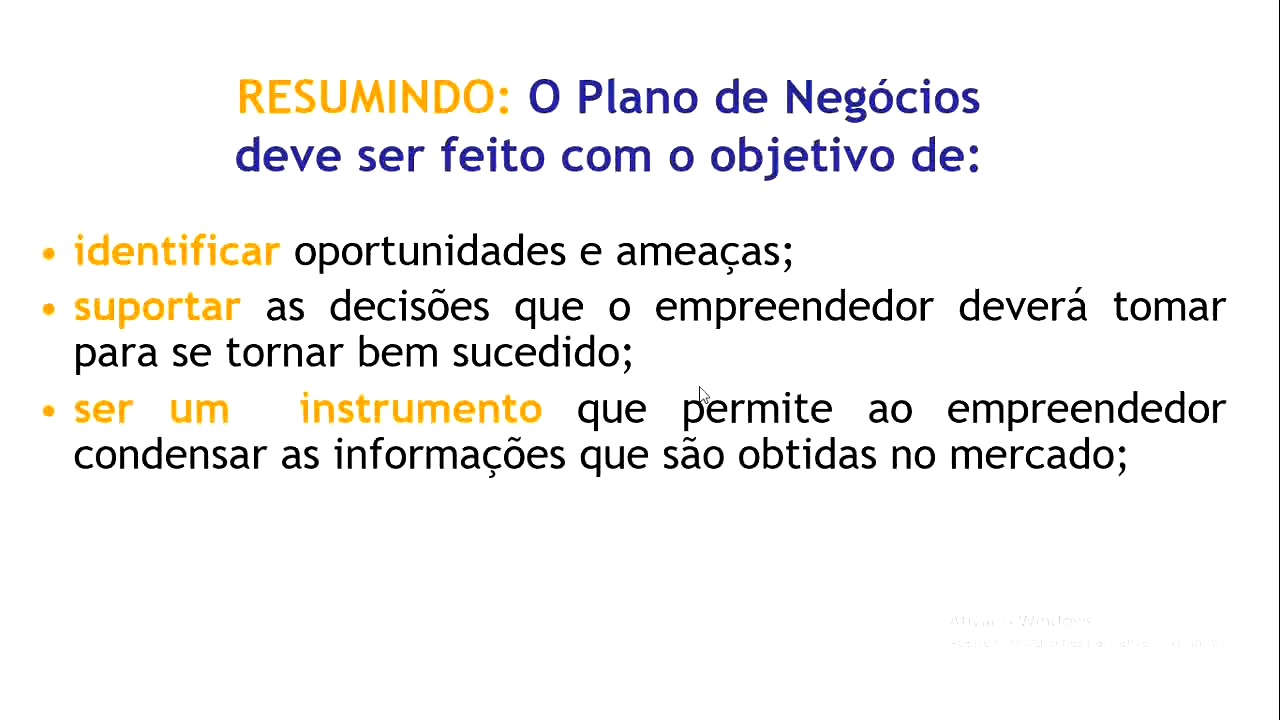 RESUMINDO: O Plano de Negócios
deve ser feito com o objetivo de:
• identificar oportunidades e ameaças;
• suportar as decisões que o empreendedor deverá tomar
para se tornar bem sucedido;
• ser um instrumento que permite ao empreendedor
condensar as informações que são obtidas no mercado;